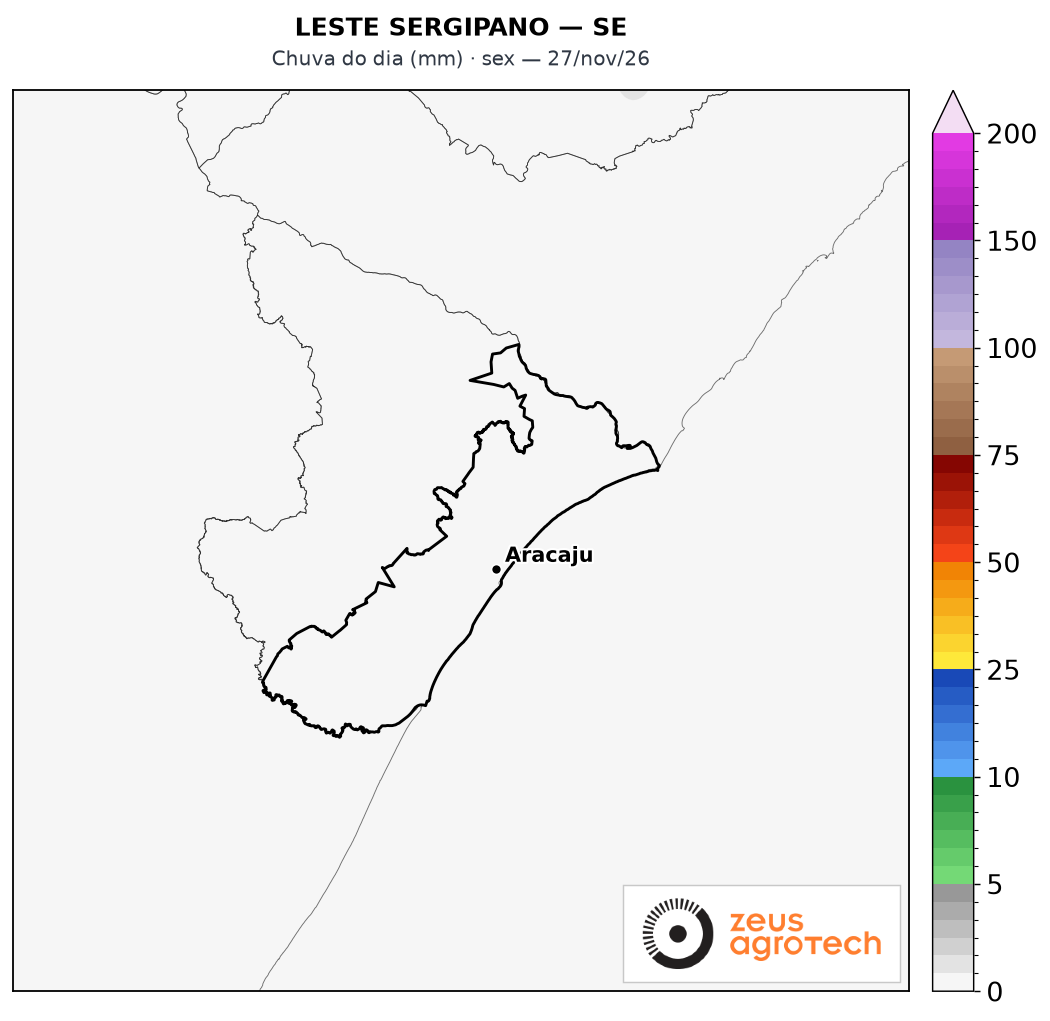 LESTE SERGIPANO — SE
Chuva do dia (mm) · sex — 27/nov/26
200
150
100
75
50
25
10
5
0
Aracaju
zeus
agrotech